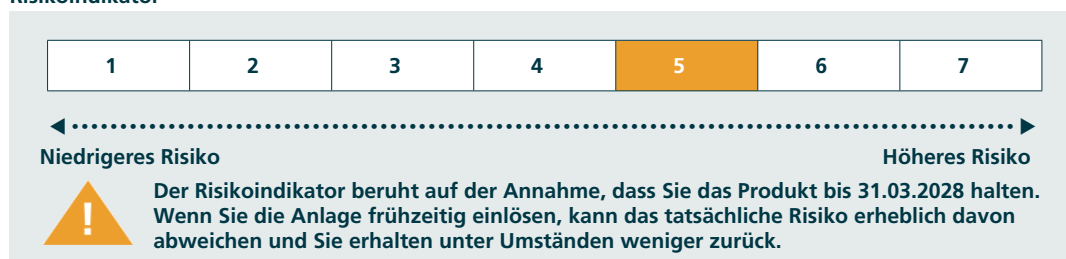 Risikoindikator
1 2 3 4 5 6 7
Niedrigeres Risiko Höheres Risiko
! Der Risikoindikator beruht auf der Annahme, dass Sie das Produkt bis 31.03.2028 halten.
Wenn Sie die Anlage frühzeitig einlösen, kann das tatsächliche Risiko erheblich davon
abweichen und Sie erhalten unter Umständen weniger zurück.